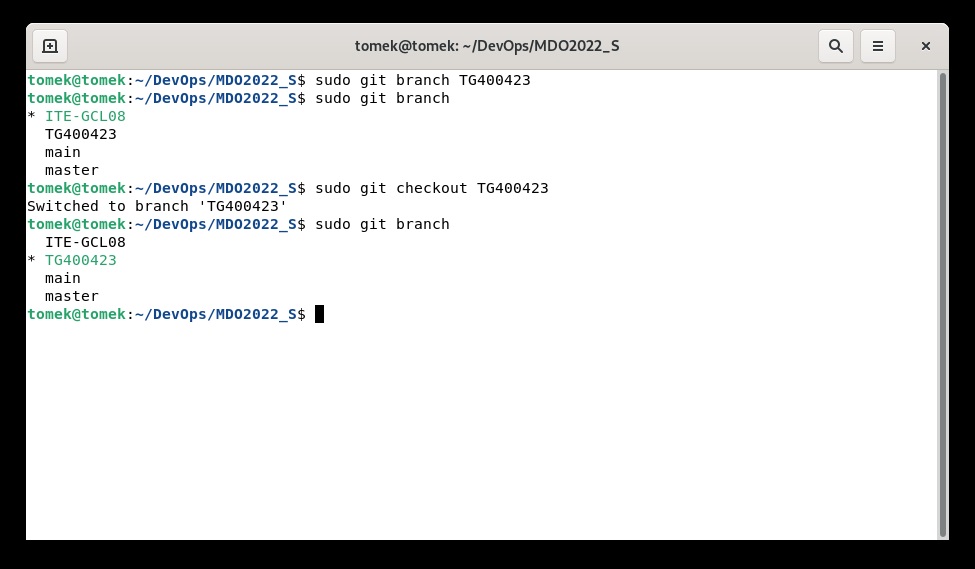 tomek@tomek: ~/DevOps/MDO2022_S
tomek@tomek:~/DevOps/MDO2022_S$ sudo git branch TG400423
tomek@tomek:~/DevOps/MDO2022_S$ sudo git branch
* ITE-GCL08
  TG400423
  main
  master
tomek@tomek:~/DevOps/MDO2022_S$ sudo git checkout TG400423
Switched to branch 'TG400423'
tomek@tomek:~/DevOps/MDO2022_S$ sudo git branch
  ITE-GCL08
* TG400423
  main
  master
tomek@tomek:~/DevOps/MDO2022_S$